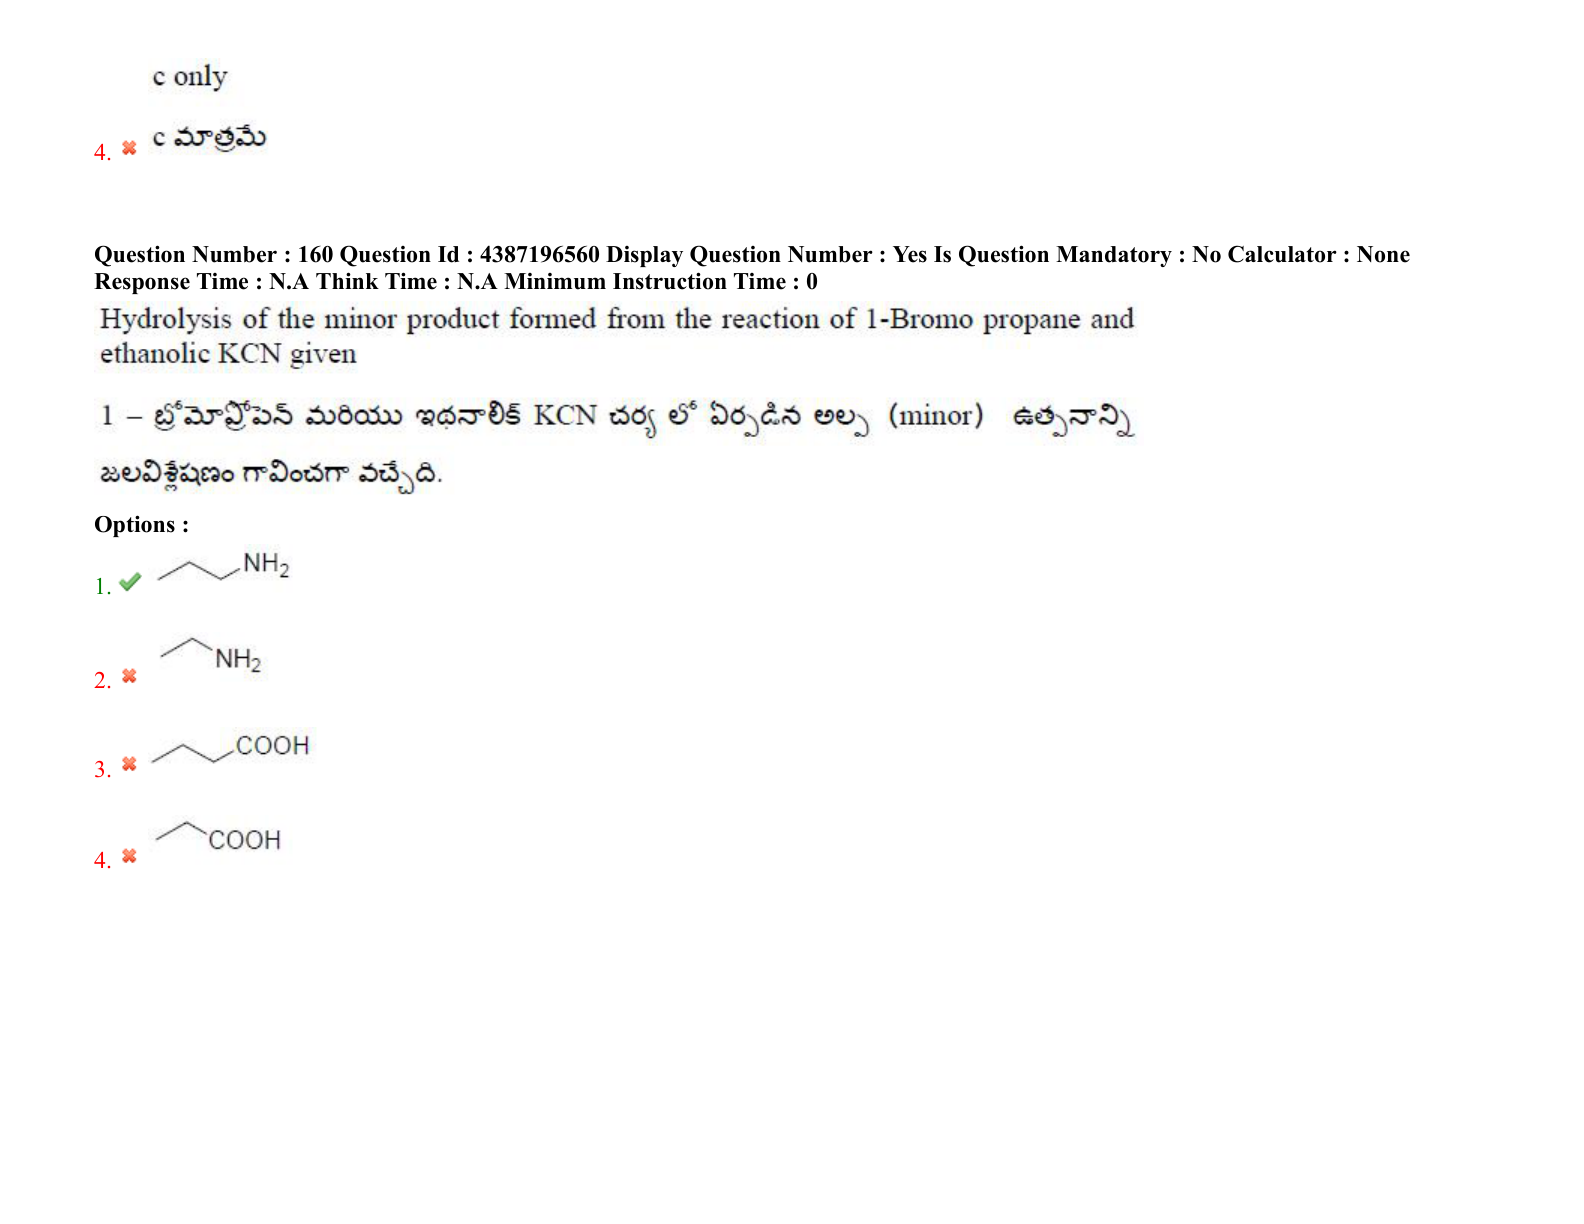 c only
c మాత్రమే
4.
Question Number : 160 Question Id : 4387196560 Display Question Number : Yes Is Question Mandatory : No Calculator : None
Response Time : N.A Think Time : N.A Minimum Instruction Time : 0
Hydrolysis of the minor product formed from the reaction of 1-Bromo propane and
ethanolic KCN given
1 – బ్రోమోప్రోపెన్ మరియు ఇథనాలిక్ KCN చర్య లో ఏర్పడిన అల్ప (minor) ఉత్పనాన్ని
జలవిశ్లేషణం గావించగా వచ్చేది.
Options :
NH2
1.
NH2
2.
COOH
3.
COOH
4.